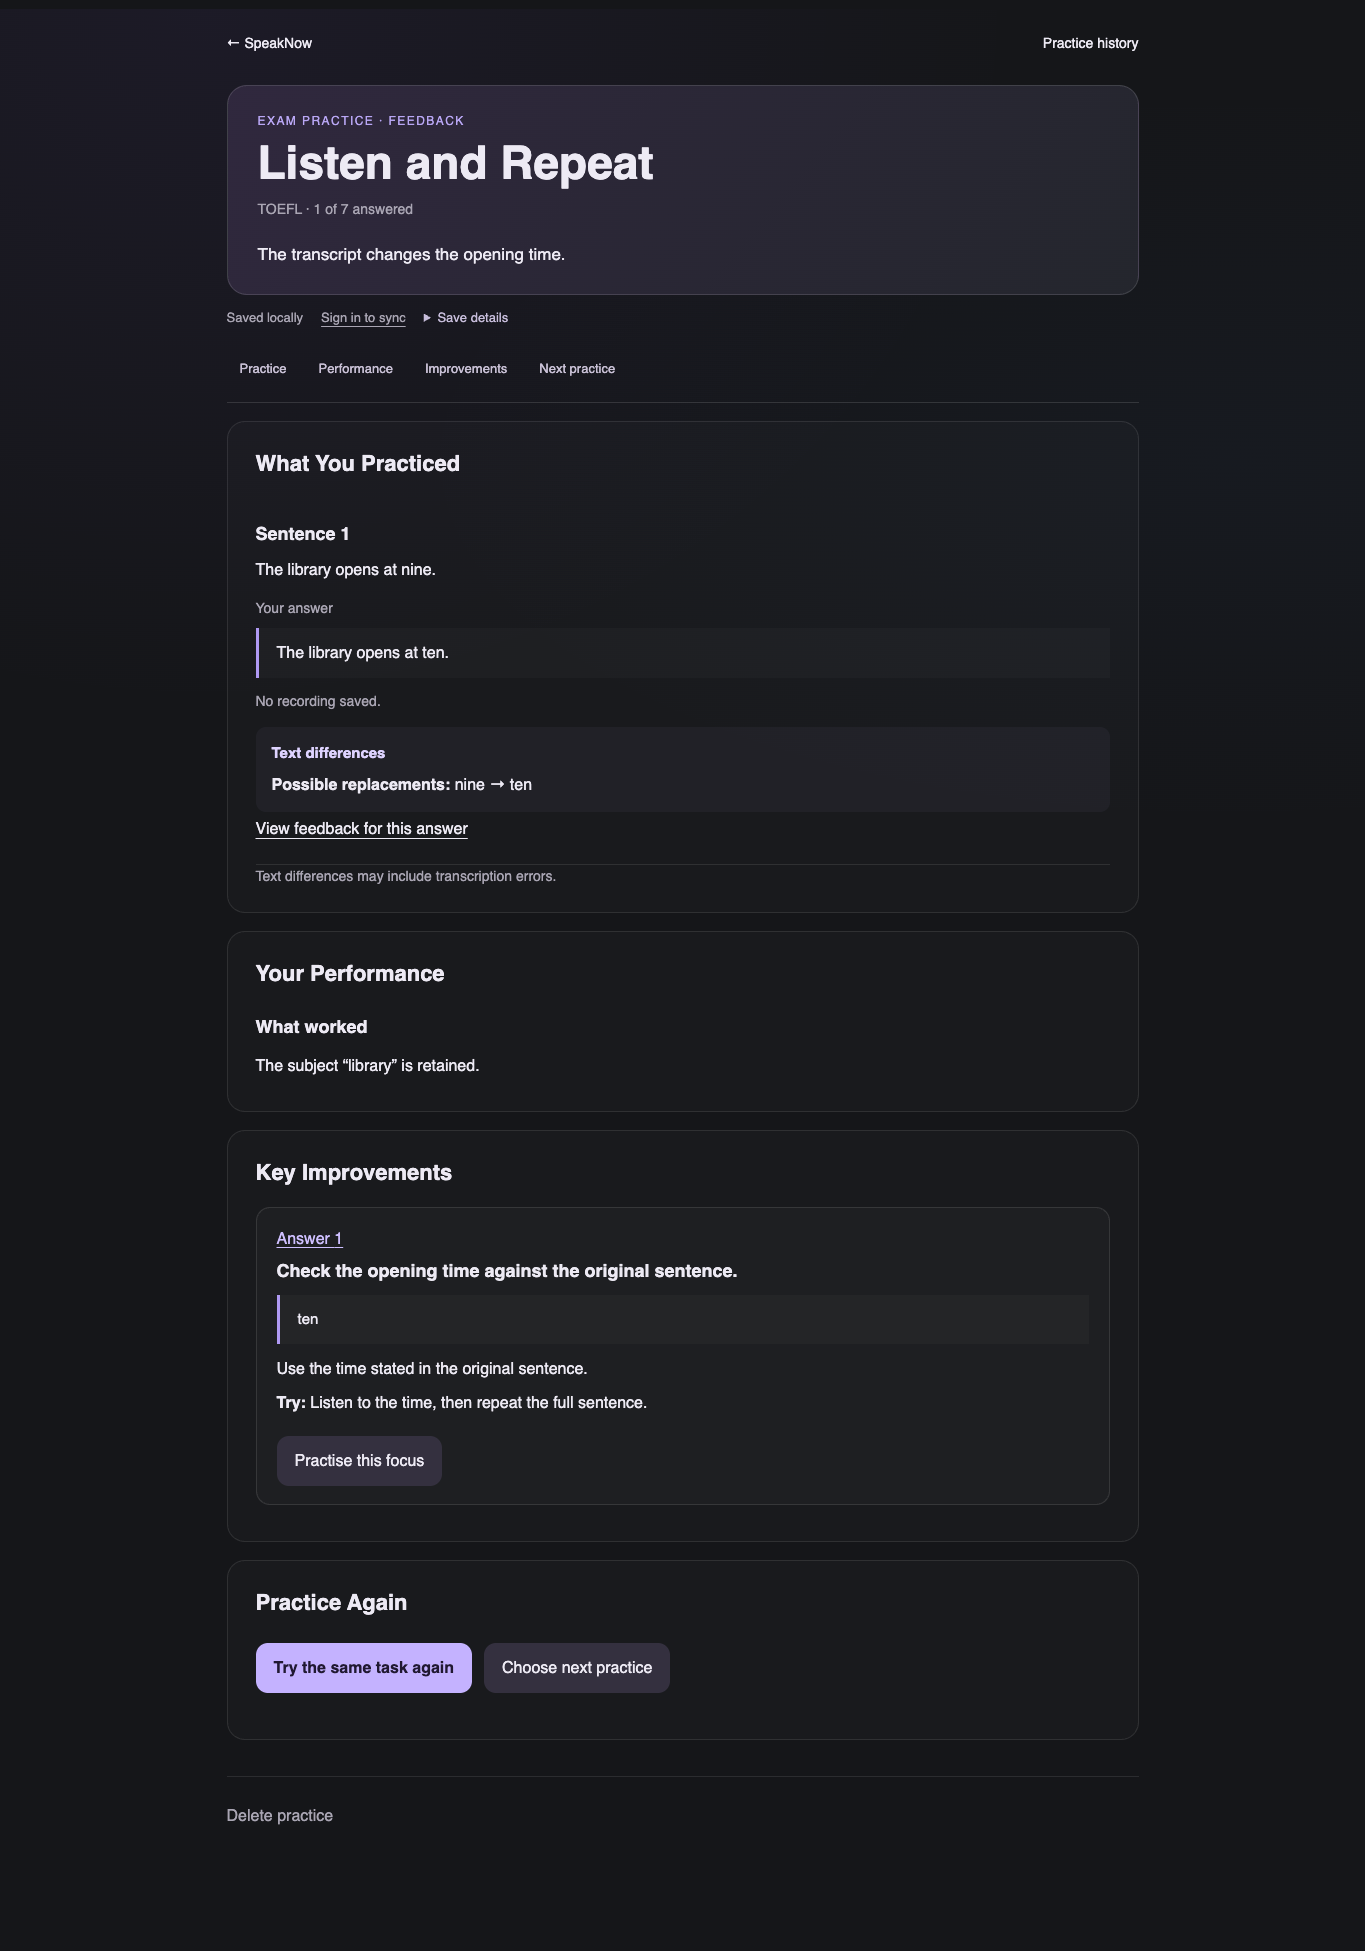 ← SpeakNow
Practice history
EXAM PRACTICE · FEEDBACK
Listen and Repeat
TOEFL · 1 of 7 answered
The transcript changes the opening time.
Saved locally Sign in to sync ▶ Save details
Practice Performance Improvements Next practice
What You Practiced
Sentence 1
The library opens at nine.
Your answer
The library opens at ten.
No recording saved.
Text differences
Possible replacements: nine → ten
View feedback for this answer
Text differences may include transcription errors.
Your Performance
What worked
The subject “library” is retained.
Key Improvements
Answer 1
Check the opening time against the original sentence.
ten
Use the time stated in the original sentence.
Try: Listen to the time, then repeat the full sentence.
Practise this focus
Practice Again
Try the same task again
Choose next practice
Delete practice